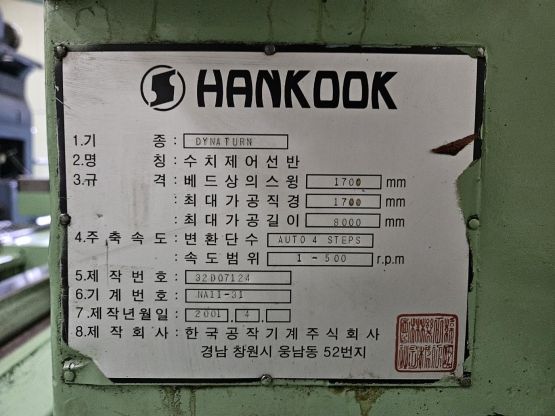 HANKOOK
1.기 종 : DYNATURN
2.명 칭 : 수치제어선반
3.규 격 : 베드상의스윙 1700 mm
: 최대가공직경 1700 mm
: 최대가공길이 8000 mm
4.주축속도 : 변환단수 AUTO 4 STEPS
: 속도범위 1 - 500 r.p.m
5.제작번호 : 32D07124
6.기계번호 : NA11-31
7.제작년월일 : 2001 . 4 .
8.제작회사 : 한국공작기계주식회사
경남 창원시 웅남동 52번지